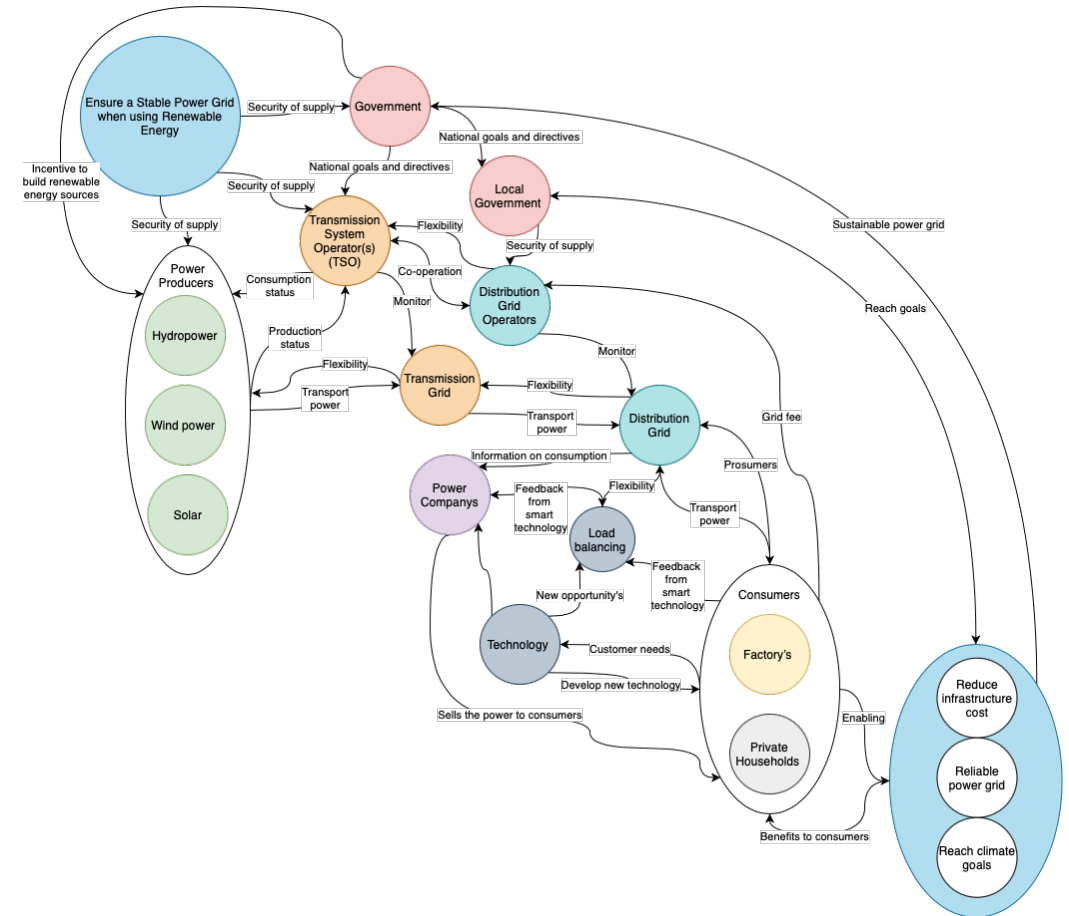 Ensure a Stable Power Grid
when using Renewable
Energy
Security of supply
Government
National goals and directives
National goals and directives
Incentive to
build renewable
energy sources
Security of supply
Local
Government
Security of supply
Transmission
System
Operator(s)
(TSO)
Flexibility
Sustainable power grid
Security of supply
Power
Producers
Consumption
status
Co-operation
Distribution
Grid
Operators
Monitor
Reach goals
Hydropower
Production
status
Monitor
Flexibility
Transport
power
Transmission
Grid
Flexibility
Transport
power
Distribution
Grid
Grid fee
Wind power
Information on consumption
Prosumers
Power
Companys
Feedback
from
smart
technology
Flexibility
Transport
power
Solar
Load
balancing
Feedback
from
smart
technology
New opportunity's
Consumers
Technology
Customer needs
Factory's
Develop new technology
Sells the power to consumers
Enabling
Private
Households
Benefits to consumers
Reduce
infrastructure
cost
Reliable
power grid
Reach climate
goals